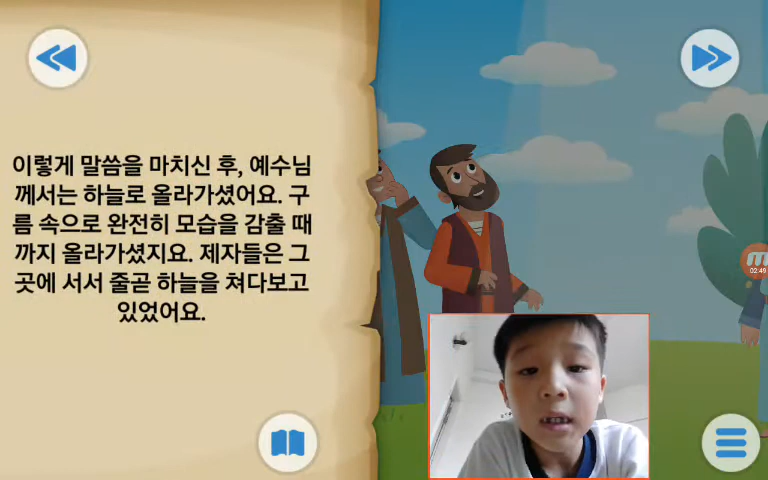 이렇게 말씀을 마치신 후, 예수님
께서는 하늘로 올라가셨어요. 구
름 속으로 완전히 모습을 감출 때
까지 올라가셨지요. 제자들은 그
곳에 서서 줄곧 하늘을 쳐다보고
있었어요.
02:49